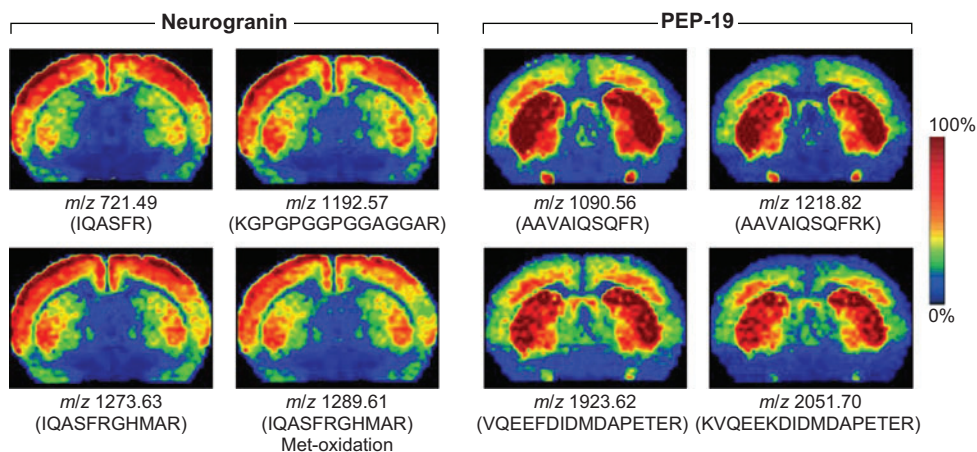 Neurogranin
PEP-19
m/z 721.49
(IQASFR)
m/z 1192.57
(KGPGPGGPGGAGGAR)
m/z 1090.56
(AAVAIQSQFR)
m/z 1218.82
(AAVAIQSQFRK)
100%
0%
m/z 1273.63
(IQASFRGHMAR)
m/z 1289.61
(IQASFRGHMAR)
Met-oxidation
m/z 1923.62
(VQEEFDIDMDAPETER)
m/z 2051.70
(KVQEEKDIDMDAPETER)